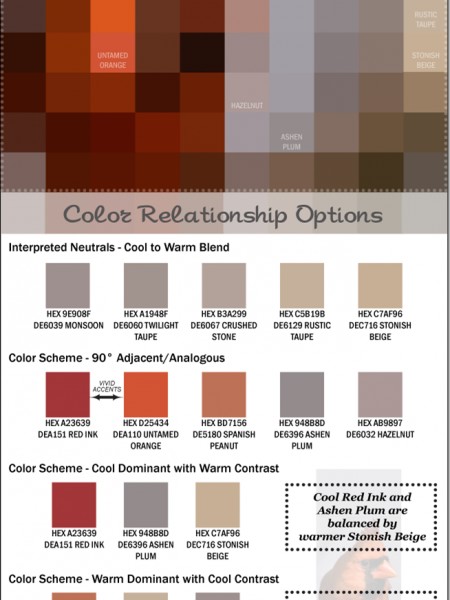 RUSTIC
TAUPE
UNTAMED
ORANGE
STONISH
BEIGE
HAZELNUT
ASHEN
PLUM
Color Relationship Options
Interpreted Neutrals - Cool to Warm Blend
HEX 9E908F
DE6039 MONSOON
HEX A1948F
DE6060 TWILIGHT
TAUPE
HEX B3A299
DE6067 CRUSHED
STONE
HEX C5B19B
DE6129 RUSTIC
TAUPE
HEX C7AF96
DEC716 STONISH
BEIGE
Color Scheme - 90° Adjacent/Analogous
VIVID
ACCENTS
HEX A23639
DEA151 RED INK
HEX D25434
DEA110 UNTAMED
ORANGE
HEX BD7156
DE5180 SPANISH
PEANUT
HEX 948B8D
DE6396 ASHEN
PLUM
HEX AB9897
DE6032 HAZELNUT
Color Scheme - Cool Dominant with Warm Contrast
HEX A23639
DEA151 RED INK
HEX 948B8D
DE6396 ASHEN
PLUM
HEX C7AF96
DEC716 STONISH
BEIGE
Cool Red Ink and
Ashen Plum are
balanced by
warmer Stonish Beige
Color Scheme - Warm Dominant with Cool Contrast